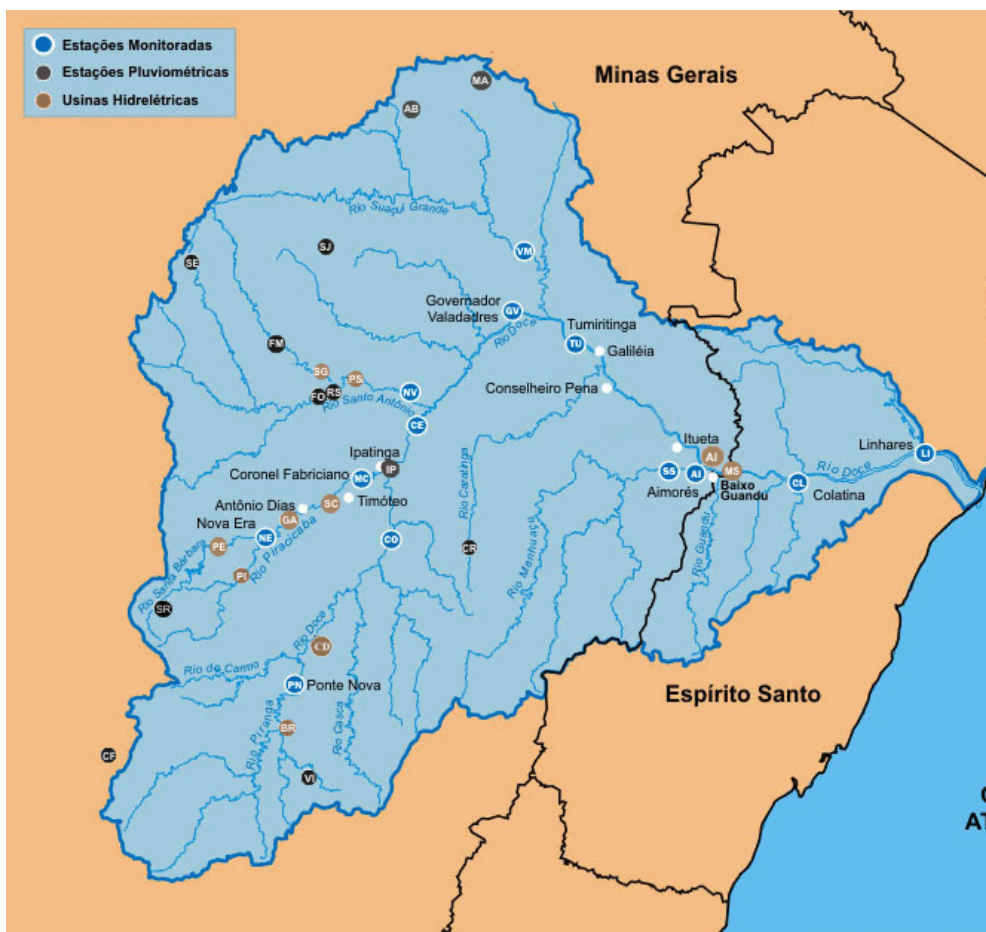 Estações Monitoradas
Estações Pluviométricas
Usinas Hidrelétricas
Minas Gerais
MA
AB
Rio Suaçuí Grande
SJ
VM
SE
Governador
Valadadres
GV
Rio Doce
Tumiritinga
TU
Galiléia
FM
SG
PS
Conselheiro Pena
NV
RS
FO
Rio Santo Antônio
CE
Itueta
Linhares
LI
Ipatinga
IP
AI
Coronel Fabriciano
MC
SS
AI
MS
Rio Doce
Aimorés
Baixo
Guandu
CL
Colatina
Timóteo
Antônio Dias
SC
GA
Nova Era
NE
Rio Piracicaba
CO
Rio Caratinga
CR
Rio Manhuaçu
Rio Guandu
PE
Rio Santa Bárbara
PI
SR
Rio Doce
CD
Rio de Carmo
PN
Ponte Nova
Espírito Santo
Rio Piranga
BR
Rio Casca
VI
AT